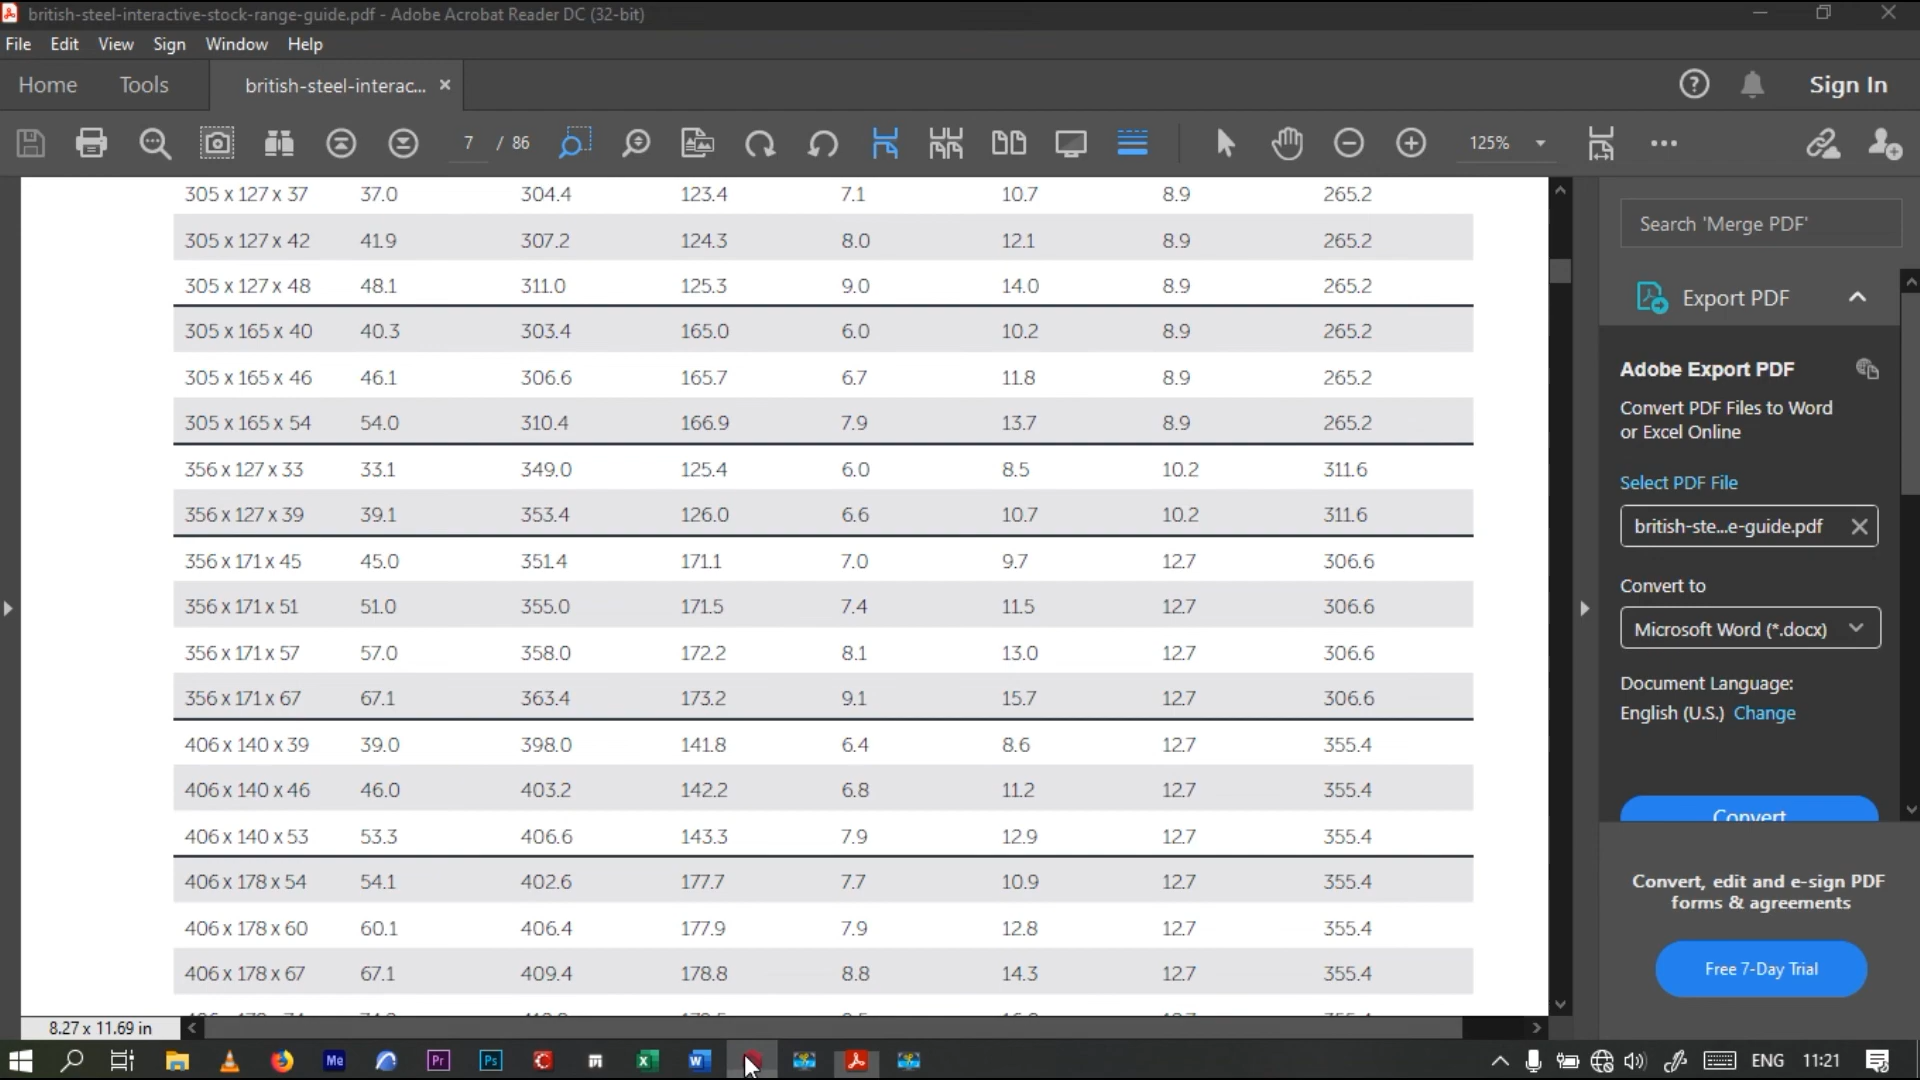 british-steel-interactive-stock-range-guide.pdf - Adobe Acrobat Reader DC (32-bit)
File Edit View Sign Window Help
Home Tools british-steel-interac... × Sign In
7 / 86 125%
305 x 127 x 37 37.0 304.4 123.4 7.1 10.7 8.9 265.2
305 x 127 x 42 41.9 307.2 124.3 8.0 12.1 8.9 265.2
305 x 127 x 48 48.1 311.0 125.3 9.0 14.0 8.9 265.2
305 x 165 x 40 40.3 303.4 165.0 6.0 10.2 8.9 265.2
305 x 165 x 46 46.1 306.6 165.7 6.7 11.8 8.9 265.2
305 x 165 x 54 54.0 310.4 166.9 7.9 13.7 8.9 265.2
356 x 127 x 33 33.1 349.0 125.4 6.0 8.5 10.2 311.6
356 x 127 x 39 39.1 353.4 126.0 6.6 10.7 10.2 311.6
356 x 171 x 45 45.0 351.4 171.1 7.0 9.7 12.7 306.6
356 x 171 x 51 51.0 355.0 171.5 7.4 11.5 12.7 306.6
356 x 171 x 57 57.0 358.0 172.2 8.1 13.0 12.7 306.6
356 x 171 x 67 67.1 363.4 173.2 9.1 15.7 12.7 306.6
406 x 140 x 39 39.0 398.0 141.8 6.4 8.6 12.7 355.4
406 x 140 x 46 46.0 403.2 142.2 6.8 11.2 12.7 355.4
406 x 140 x 53 53.3 406.6 143.3 7.9 12.9 12.7 355.4
406 x 178 x 54 54.1 402.6 177.7 7.7 10.9 12.7 355.4
406 x 178 x 60 60.1 406.4 177.9 7.9 12.8 12.7 355.4
406 x 178 x 67 67.1 409.4 178.8 8.8 14.3 12.7 355.4
8.27 x 11.69 in
Search 'Merge PDF'
Export PDF
Adobe Export PDF
Convert PDF Files to Word
or Excel Online
Select PDF File
british-ste...e-guide.pdf
Convert to
Microsoft Word (*.docx)
Document Language:
English (U.S.) Change
Convert
Convert, edit and e-sign PDF
forms & agreements
Free 7-Day Trial
Me Pr Ps ENG 11:21